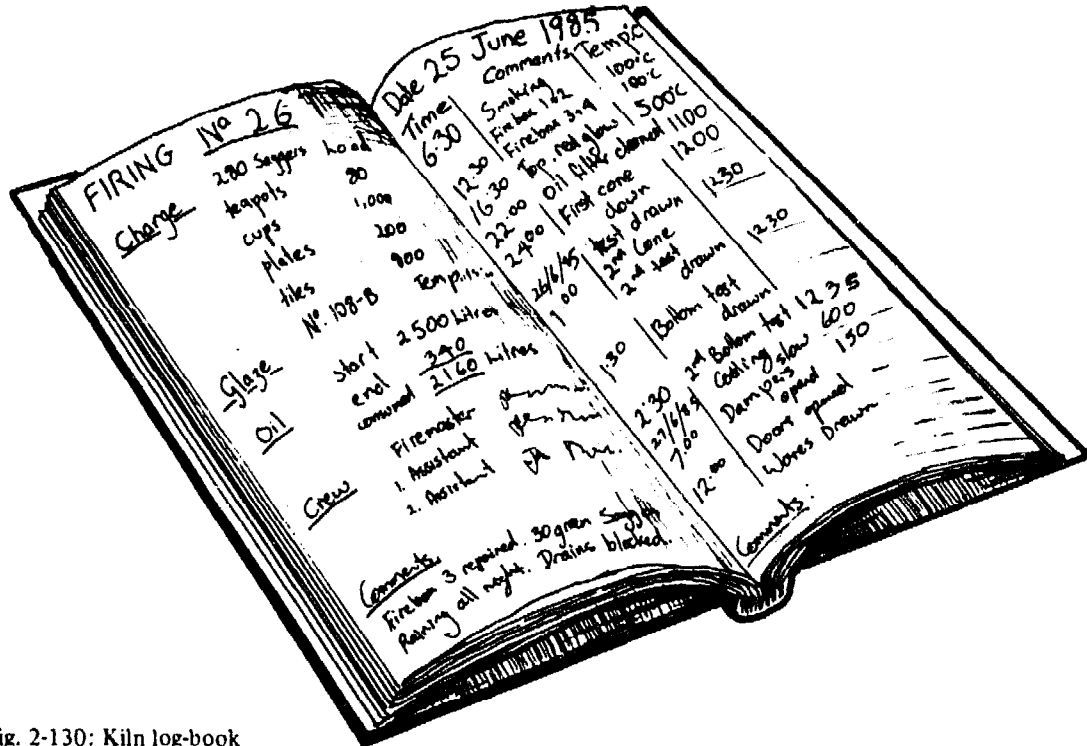 FIRING Nº 26
Charge 280 Saggers Load
teapots 80
cups 1,000
plates 200
tiles 900
Glaze Nº. 108-B
Oil start 2500 Litres
end 340
consumed 2160 Litres
Crew Firemaster
1. Assistant
2. Assistant
Comments
Firebox 3 repaired. 30 green Saggers
Raining all night. Drains blocked.
Date 25 June 1985
Time Comments Temp.°C
6.30 Smoking 100°C
Firebox 1&2 100°C
12.30 Firebox 3,4
16.30 Top. red glow 500°C
22.00 Oil filter cleaned 1100
24.00 First cone down 1200
26/6/85 test drawn
1.00 2nd Cone 1230
2nd test drawn
1.30 Bottom test drawn 1230
2.30 2nd Bottom test 1235
27/6/85 Cooling slow 600
7.00 Dampers opened 150
12.00 Doors opened
Wares Drawn
Comments:
ig. 2-130: Kiln log-book